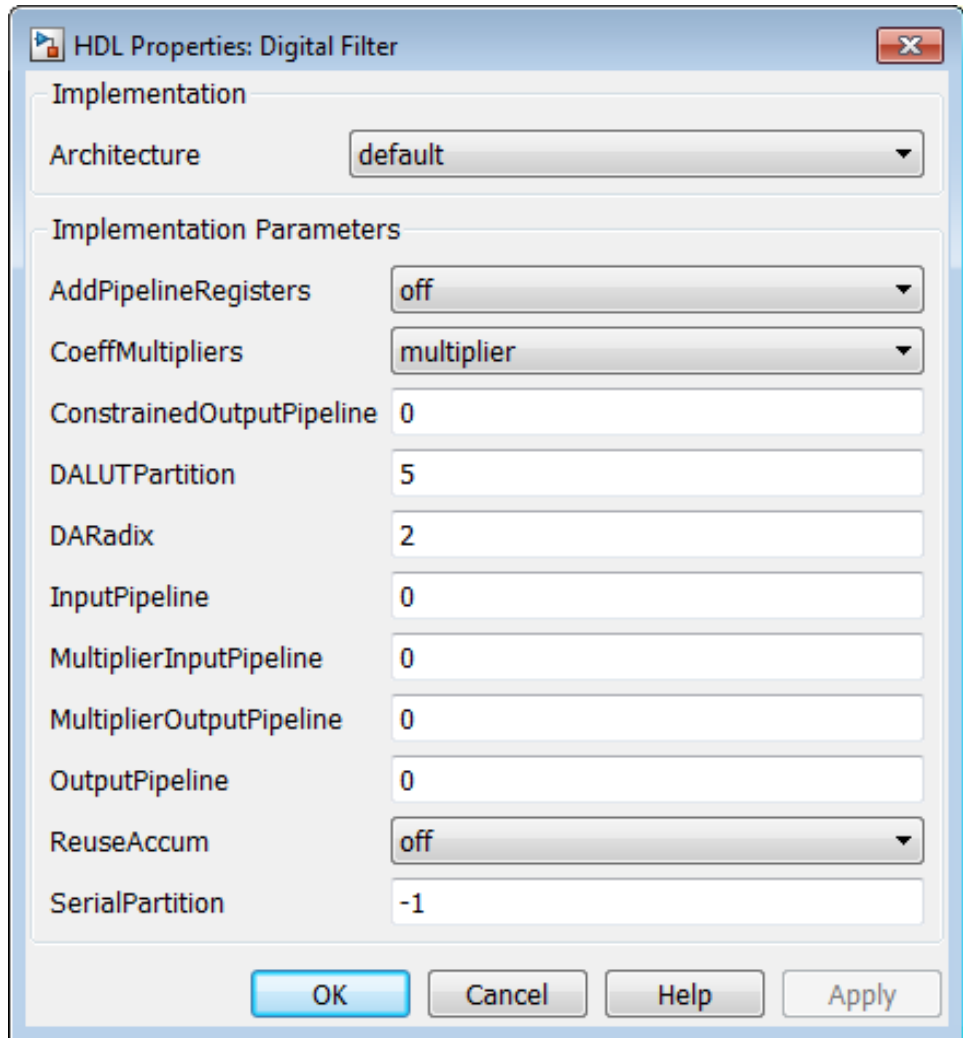 HDL Properties: Digital Filter
Implementation
Architecture default
Implementation Parameters
AddPipelineRegisters off
CoeffMultipliers multiplier
ConstrainedOutputPipeline 0
DALUTPartition 5
DARadix 2
InputPipeline 0
MultiplierInputPipeline 0
MultiplierOutputPipeline 0
OutputPipeline 0
ReuseAccum off
SerialPartition -1
OK Cancel Help Apply